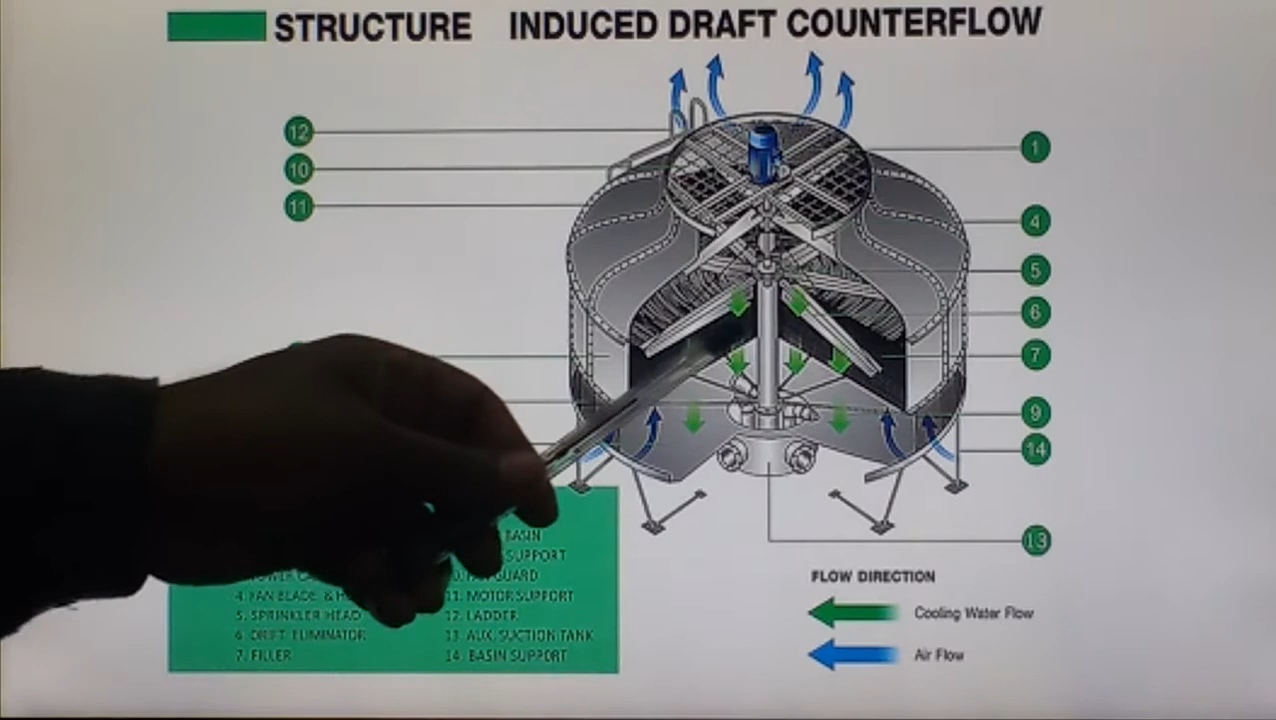 STRUCTURE INDUCED DRAFT COUNTERFLOW
12
10
11
1
4
5
6
7
9
14
13
BASIN
SUPPORT
GUARD
4. FAN BLADE & 
11. MOTOR SUPPORT
5. SPRINKLER HEAD
12. LADDER
6. DRIFT ELIMINATOR
13. AUX. SUCTION TANK
7. FILLER
14. BASIN SUPPORT
FLOW DIRECTION
Cooling Water Flow
Air Flow